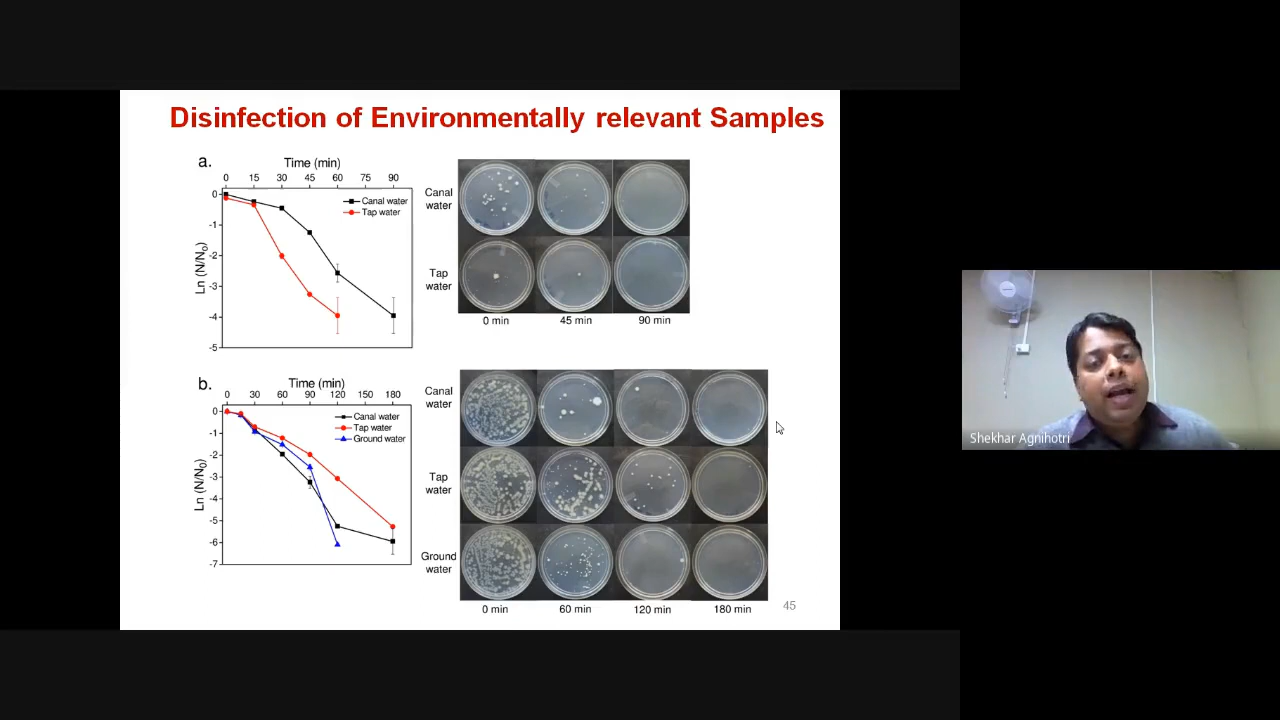 Disinfection of Environmentally relevant Samples
a.
Time (min)
0 15 30 45 60 75 90
0
-1
-2
-3
-4
-5
Ln (N/N0)
Canal water
Tap water
Canal
water
Tap
water
0 min 45 min 90 min
b.
Time (min)
0 30 60 90 120 150 180
0
-1
-2
-3
-4
-5
-6
-7
Ln (N/N0)
Canal water
Tap water
Ground water
Canal
water
Tap
water
Ground
water
0 min 60 min 120 min 180 min
45
Shekhar Agnihotri